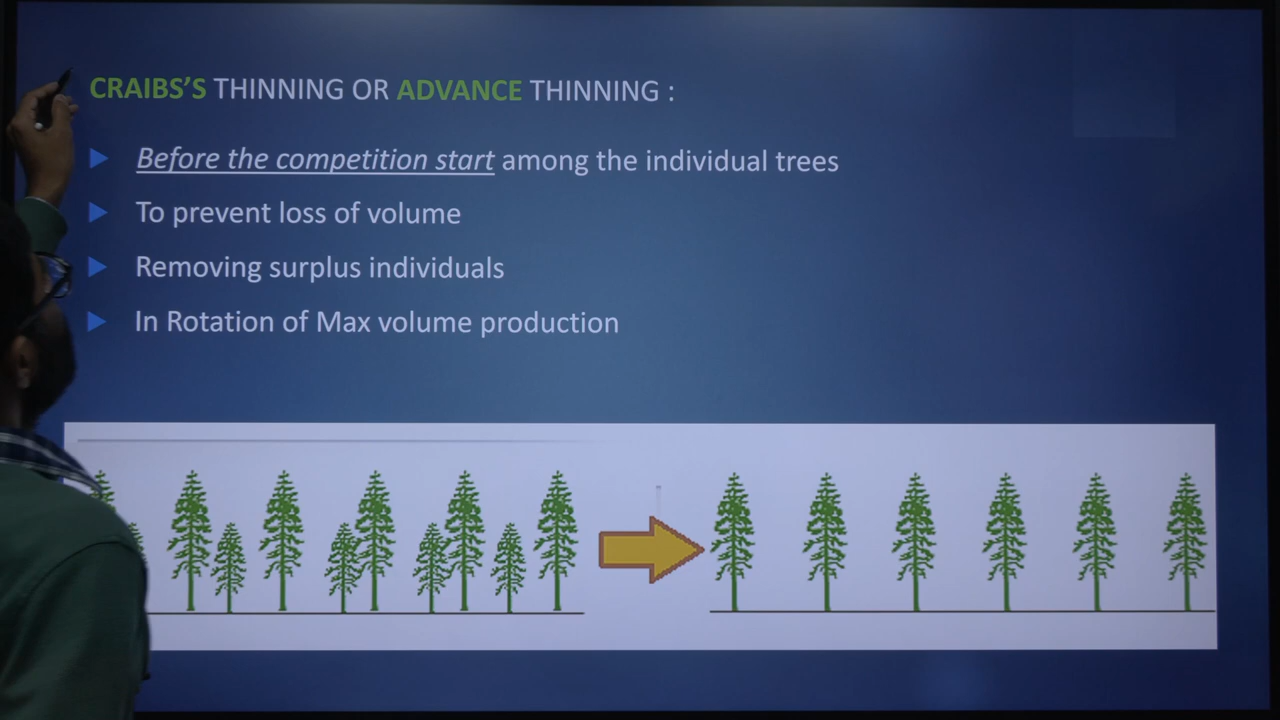 CRAIBS'S THINNING OR ADVANCE THINNING :
Before the competition start among the individual trees
To prevent loss of volume
Removing surplus individuals
In Rotation of Max volume production